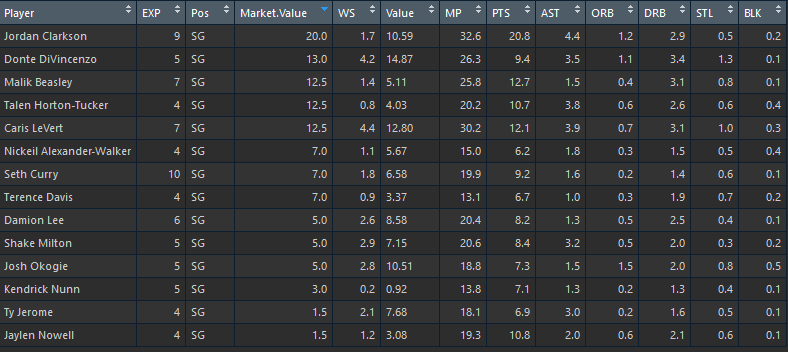 Player EXP Pos Market.Value WS Value MP PTS AST ORB DRB STL BLK
Jordan Clarkson 9 SG 20.0 1.7 10.59 32.6 20.8 4.4 1.2 2.9 0.5 0.2
Donte DiVincenzo 5 SG 13.0 4.2 14.87 26.3 9.4 3.5 1.1 3.4 1.3 0.1
Malik Beasley 7 SG 12.5 1.4 5.11 25.8 12.7 1.5 0.4 3.1 0.8 0.1
Talen Horton-Tucker 4 SG 12.5 0.8 4.03 20.2 10.7 3.8 0.6 2.6 0.6 0.4
Caris LeVert 7 SG 12.5 4.4 12.80 30.2 12.1 3.9 0.7 3.1 1.0 0.3
Nickeil Alexander-Walker 4 SG 7.0 1.1 5.67 15.0 6.2 1.8 0.3 1.5 0.5 0.4
Seth Curry 10 SG 7.0 1.8 6.58 19.9 9.2 1.6 0.2 1.4 0.6 0.1
Terence Davis 4 SG 7.0 0.9 3.37 13.1 6.7 1.0 0.3 1.9 0.7 0.2
Damion Lee 6 SG 5.0 2.6 8.58 20.4 8.2 1.3 0.5 2.5 0.4 0.1
Shake Milton 5 SG 5.0 2.9 7.15 20.6 8.4 3.2 0.5 2.0 0.3 0.2
Josh Okogie 5 SG 5.0 2.8 10.51 18.8 7.3 1.5 1.5 2.0 0.8 0.5
Kendrick Nunn 5 SG 3.0 0.2 0.92 13.8 7.1 1.3 0.2 1.3 0.4 0.1
Ty Jerome 4 SG 1.5 2.1 7.68 18.1 6.9 3.0 0.2 1.6 0.5 0.1
Jaylen Nowell 4 SG 1.5 1.2 3.08 19.3 10.8 2.0 0.6 2.1 0.6 0.1